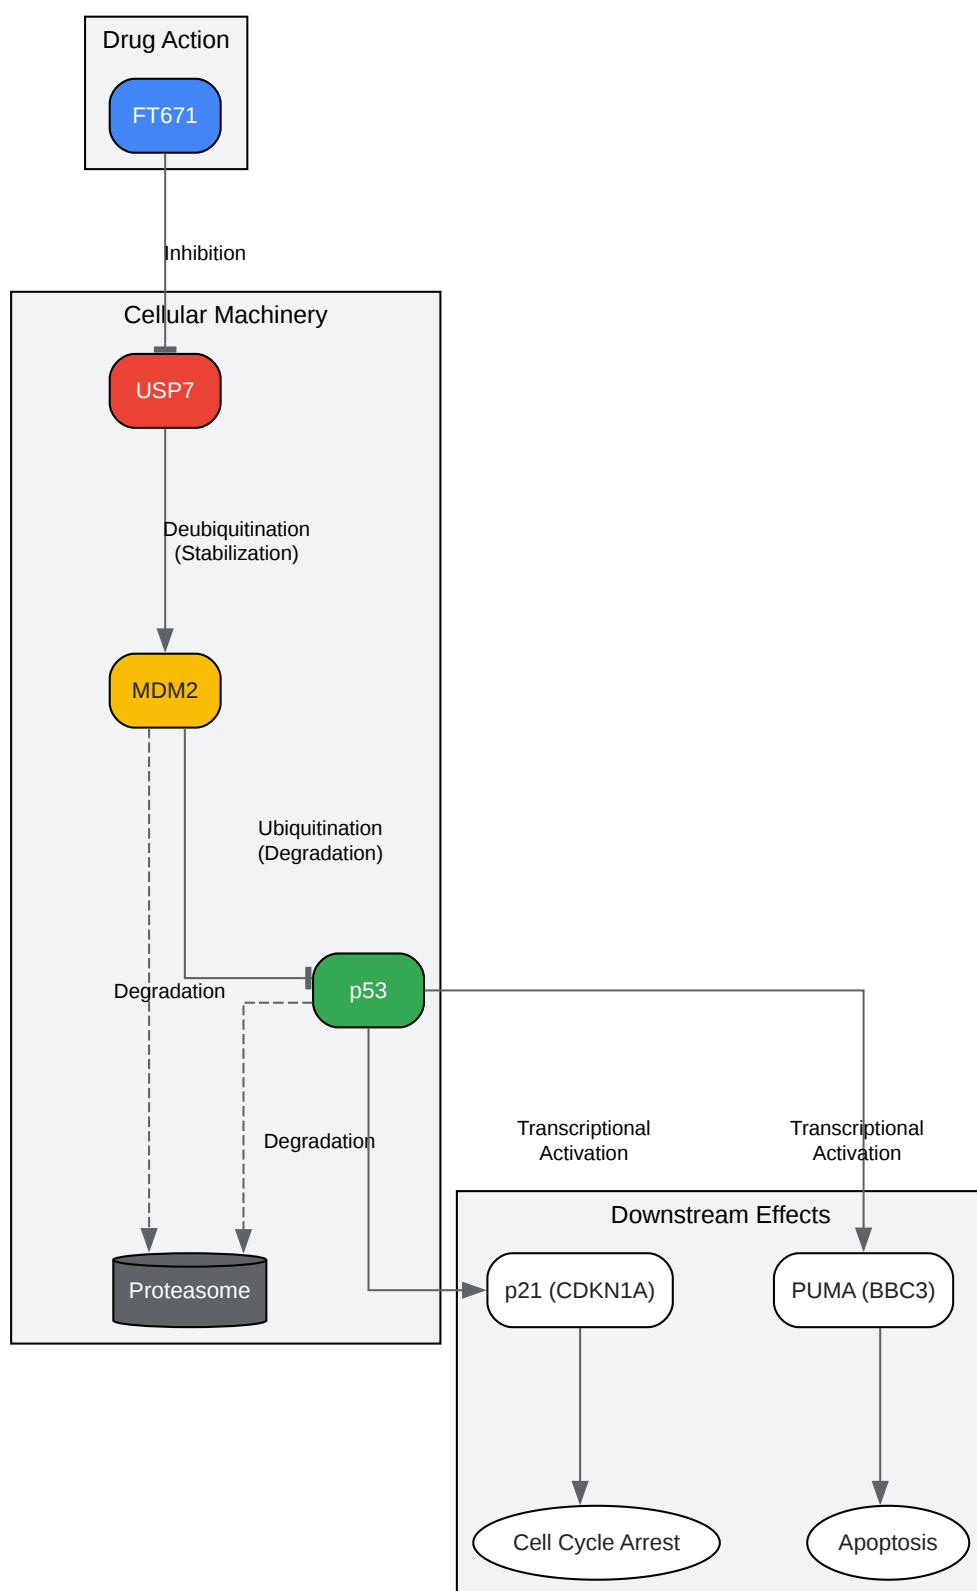 Drug Action
FT671
Inhibition
Cellular Machinery
USP7
Deubiquitination
(Stabilization)
MDM2
Ubiquitination
(Degradation)
Degradation
p53
Degradation
Transcriptional
Activation
Transcriptional
Activation
Downstream Effects
Proteasome
p21 (CDKN1A)
PUMA (BBC3)
Cell Cycle Arrest
Apoptosis